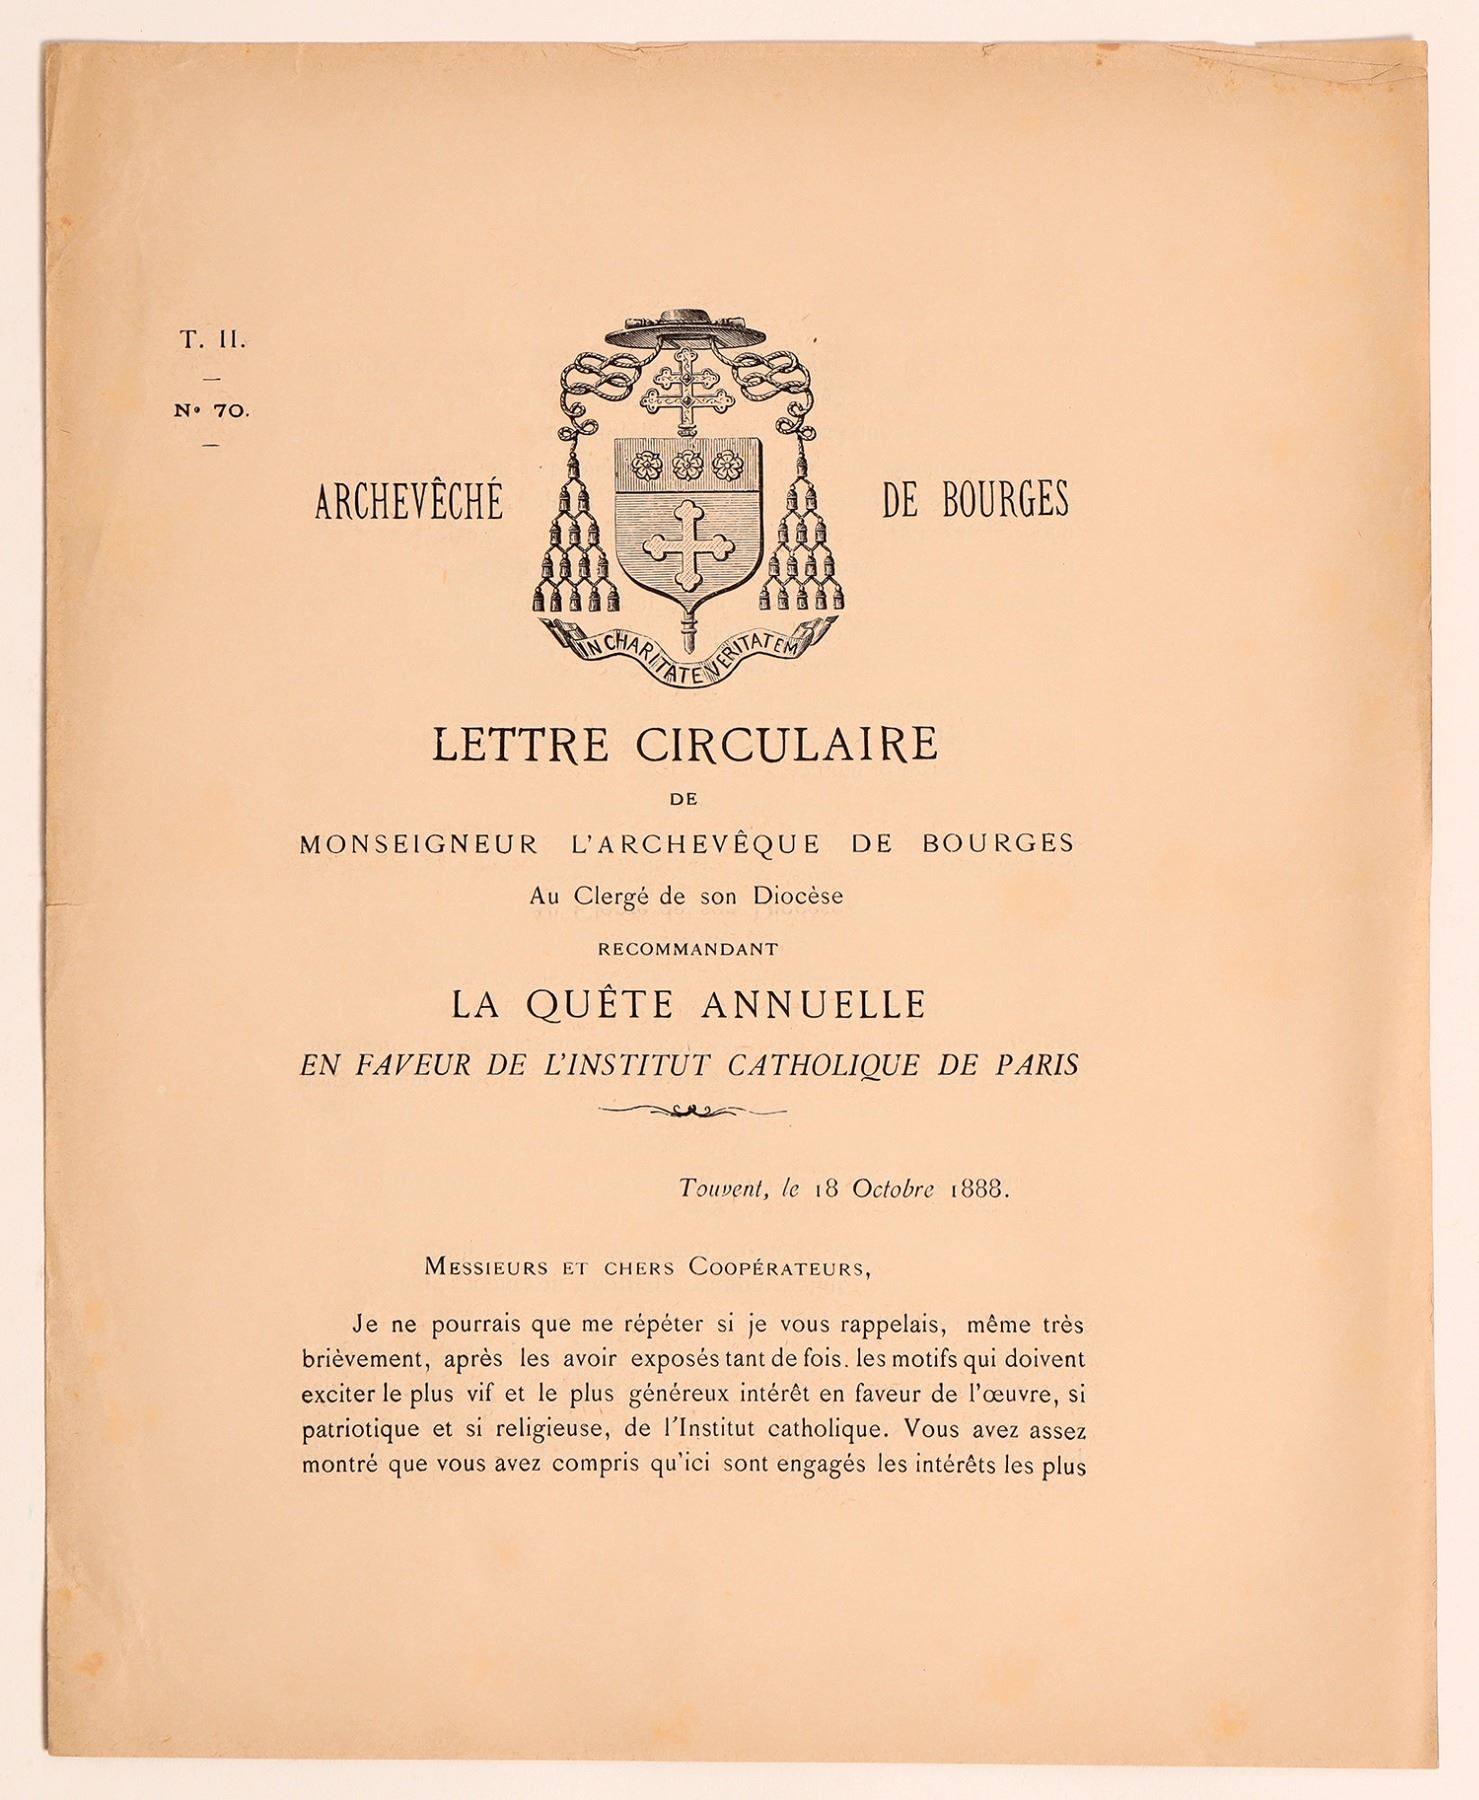 T. II.
Nº 70.
ARCHEVÊCHÉ DE BOURGES
IN CHARITATE VERITATEM
LETTRE CIRCULAIRE
DE
MONSEIGNEUR L'ARCHEVÊQUE DE BOURGES
Au Clergé de son Diocèse
RECOMMANDANT
LA QUÊTE ANNUELLE
EN FAVEUR DE L'INSTITUT CATHOLIQUE DE PARIS
Touvent, le 18 Octobre 1888.
MESSIEURS ET CHERS COOPÉRATEURS,
Je ne pourrais que me répéter si je vous rappelais, même très
brièvement, après les avoir exposés tant de fois. les motifs qui doivent
exciter le plus vif et le plus généreux intérêt en faveur de l'œuvre, si
patriotique et si religieuse, de l'Institut catholique. Vous avez assez
montré que vous avez compris qu'ici sont engagés les intérêts les plus